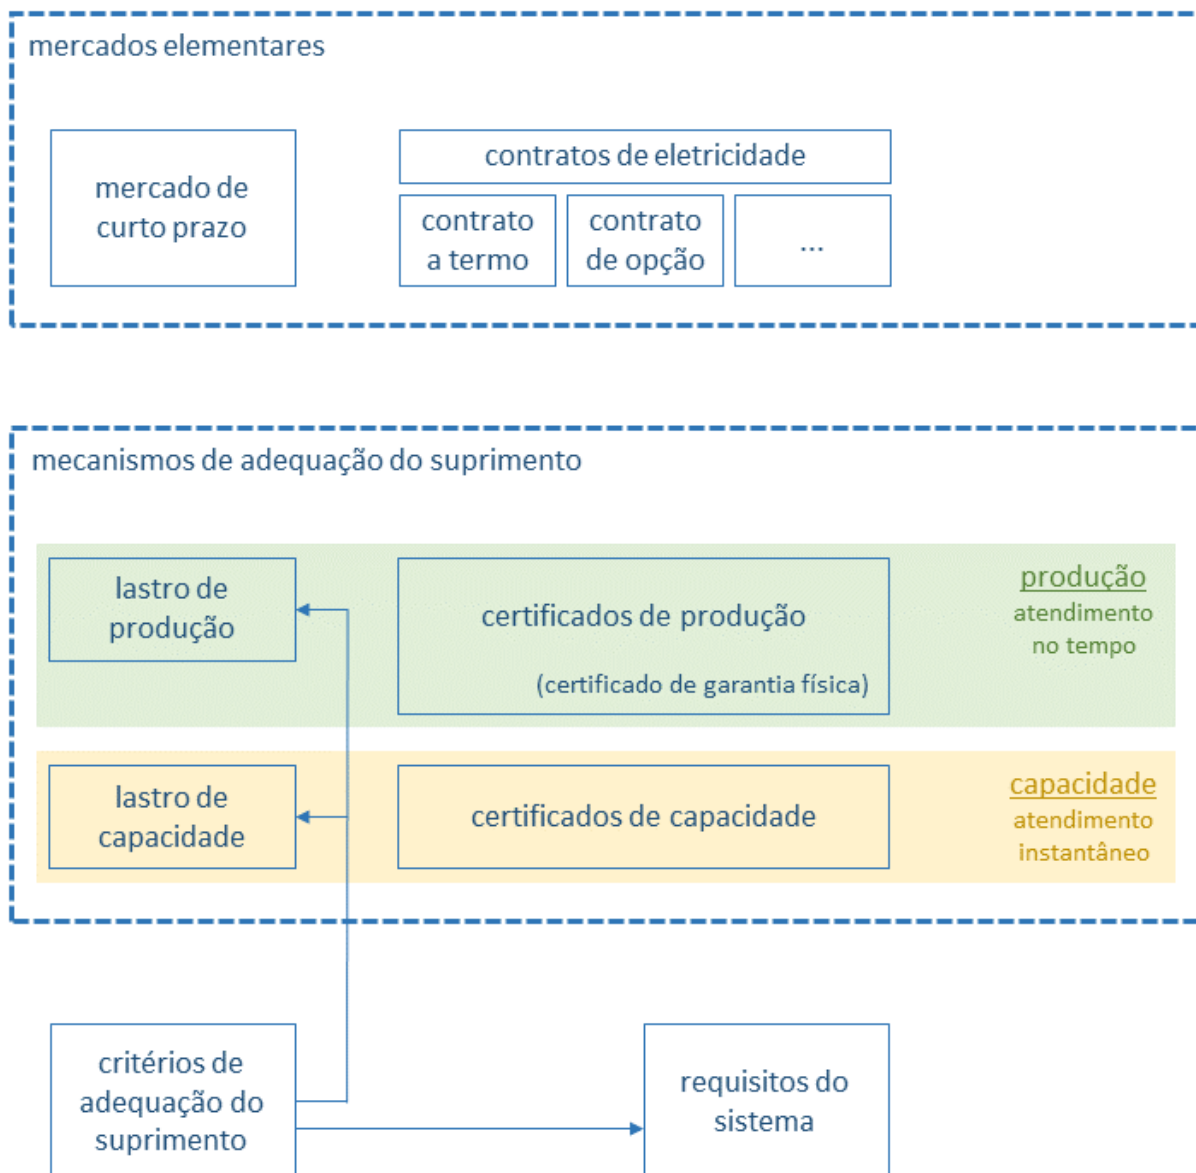 mercados elementares
mercado de
curto prazo
contratos de eletricidade
contrato
a termo
contrato
de opção
...
mecanismos de adequação do suprimento
lastro de
produção
certificados de produção
(certificado de garantia física)
produção
atendimento
no tempo
lastro de
capacidade
certificados de capacidade
capacidade
atendimento
instantâneo
critérios de
adequação do
suprimento
requisitos do
sistema